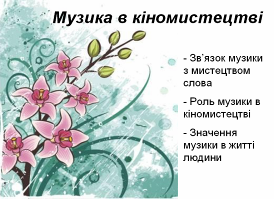 Музика в кіномистецтві
- Зв'язок музики
з мистецтвом
слова
- Роль музики в
кіномистецтві
- Значення
музики в житті
людини